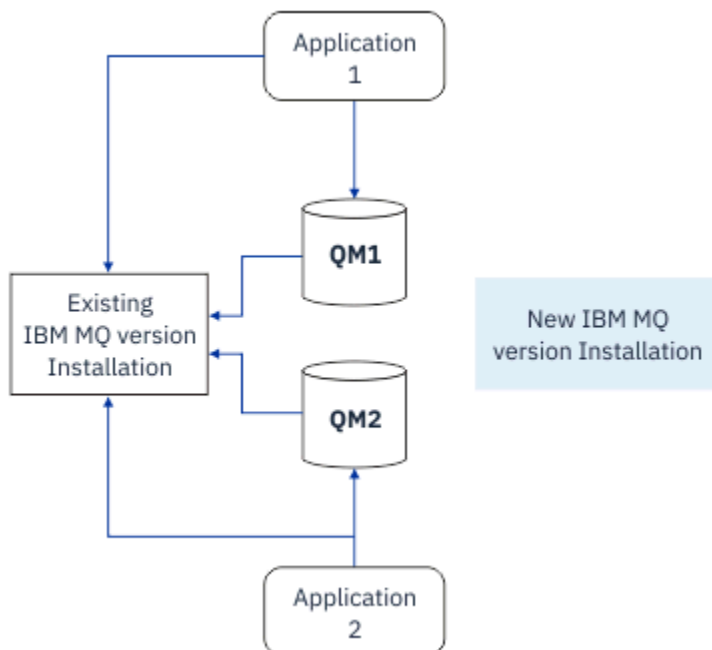 Application
1
QM1
Existing
IBM MQ version
Installation
New IBM MQ
version Installation
QM2
Application
2